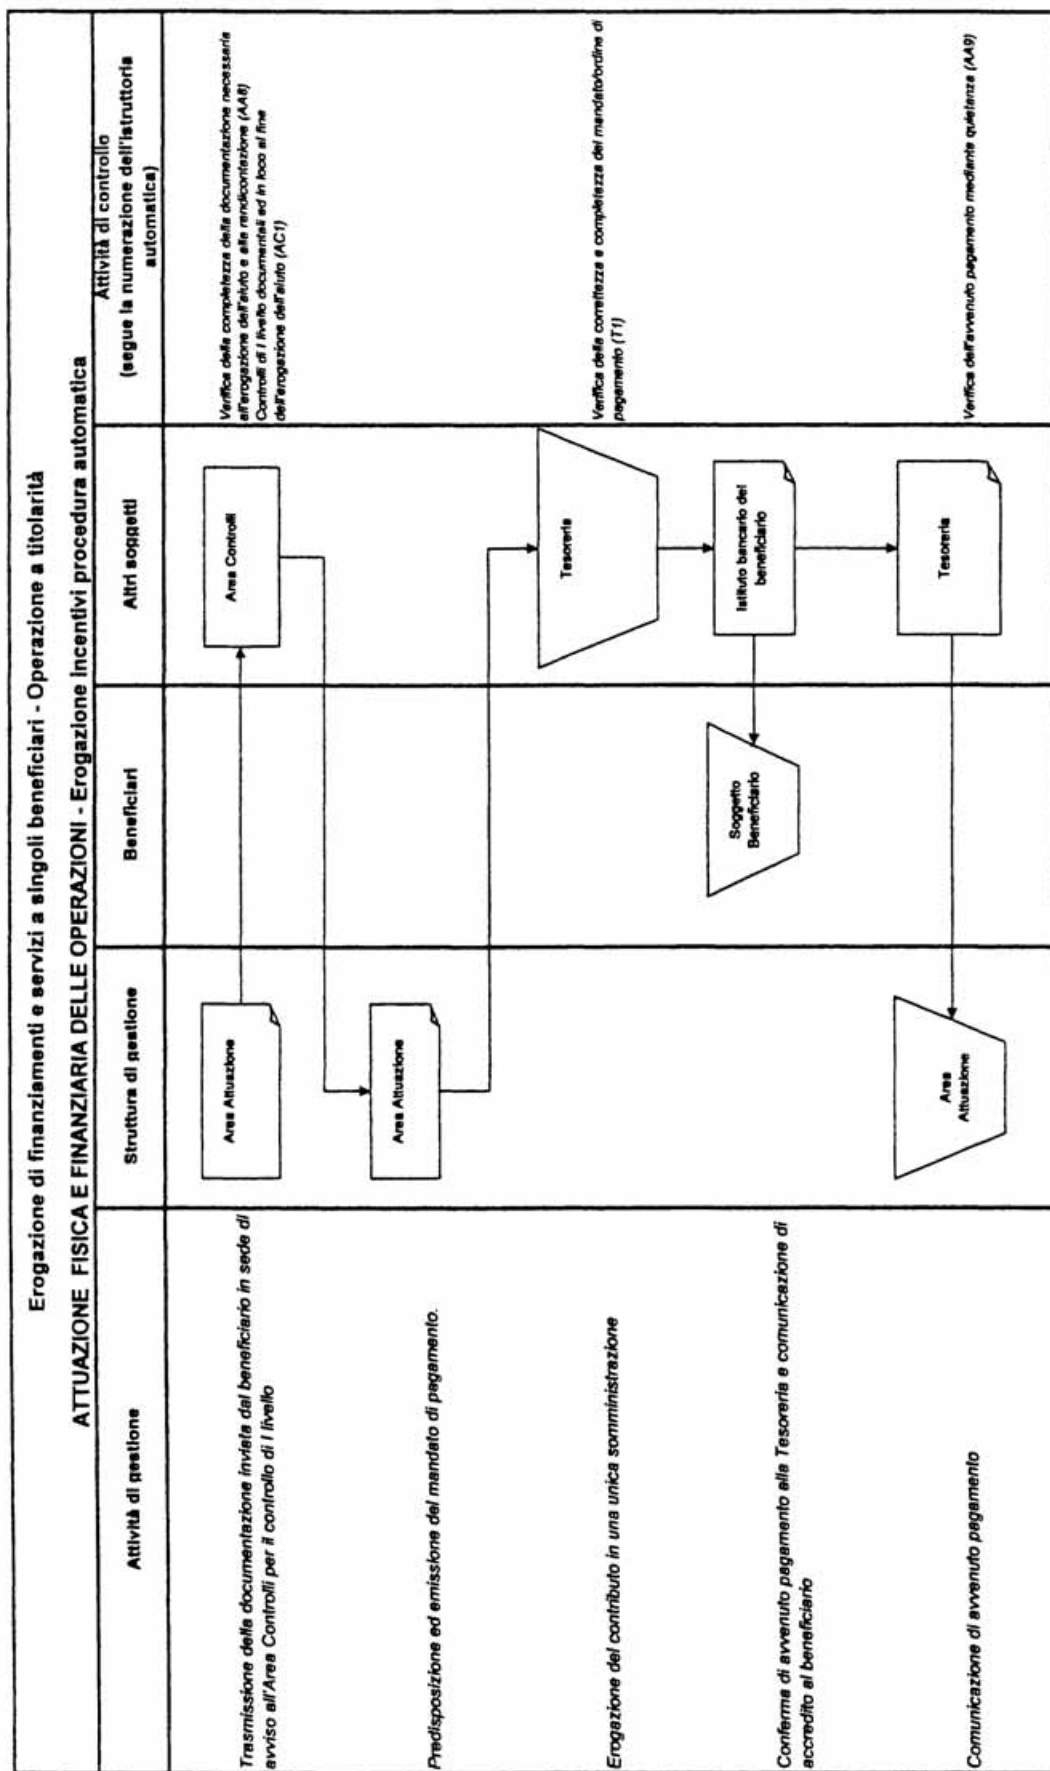 Erogazione di finanziamenti e servizi a singoli beneficiari - Operazione a titolarità
ATTUAZIONE FISICA E FINANZIARIA DELLE OPERAZIONI - Erogazione incentivi procedura automatica
Attività di gestione
Struttura di gestione
Beneficiari
Altri soggetti
Attività di controllo
(segue la numerazione dell'istruttoria
automatica)
Trasmissione della documentazione inviata dal beneficiario in sede di
avviso all'Area Controlli per il controllo di I livello
Area Attuazione
Area Controlli
Verifica della completezza della documentazione necessaria
all'erogazione dell'aiuto e alla rendicontazione (AA8)
Controlli di I livello documentali ed in loco al fine
dell'erogazione dell'aiuto (AC1)
Predisposizione ed emissione del mandato di pagamento.
Area Attuazione
Erogazione del contributo in una unica somministrazione
Tesoreria
Verifica della correttezza e completezza del mandato/ordine di
pagamento (T1)
Conferma di avvenuto pagamento alla Tesoreria e comunicazione di
accredito al beneficiario
Soggetto
Beneficiario
Istituto bancario del
beneficiario
Comunicazione di avvenuto pagamento
Area
Attuazione
Tesoreria
Verifica dell'avvenuto pagamento mediante quietanza (AA9)